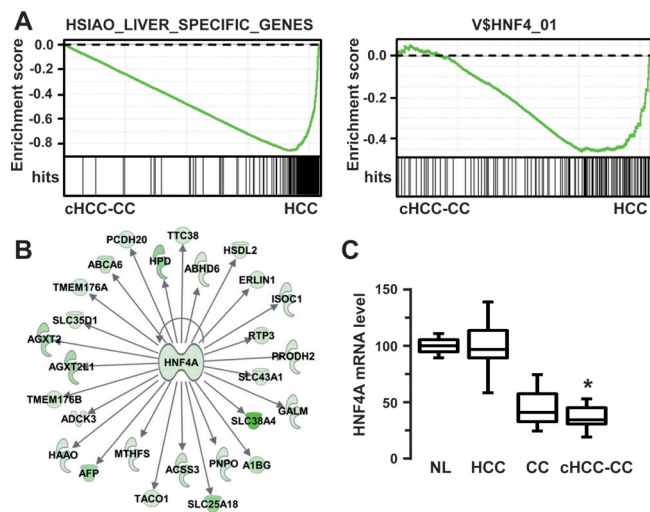 A
HSIAO_LIVER_SPECIFIC_GENES
V$HNF4_01
Enrichment score
0.0
-0.2
-0.4
-0.6
-0.8
hits
cHCC-CC HCC
Enrichment score
0.0
-0.2
-0.4
hits
cHCC-CC HCC
B
TTC38
PCDH20
HPD
ABHD6
HSDL2
ABCA6
ERLIN1
TMEM176A
ISOC1
SLC35D1
RTP3
AGXT2
HNF4A
PRODH2
AGXT2L1
SLC43A1
TMEM176B
GALM
ADCK3
SLC38A4
HAAO
MTHFS
ACSS3
PNPO
A1BG
AFP
TACO1
SLC25A18
C
HNF4A mRNA level
150
100
50
0
*
NL HCC CC cHCC-CC